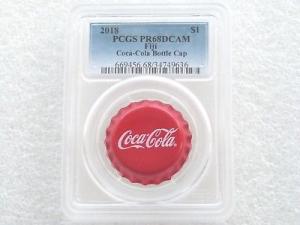 2018 $1
PCGS PR68DCAM
Fiji
Coca-Cola Bottle Cap
669456.68/34749636
Coca-Cola®